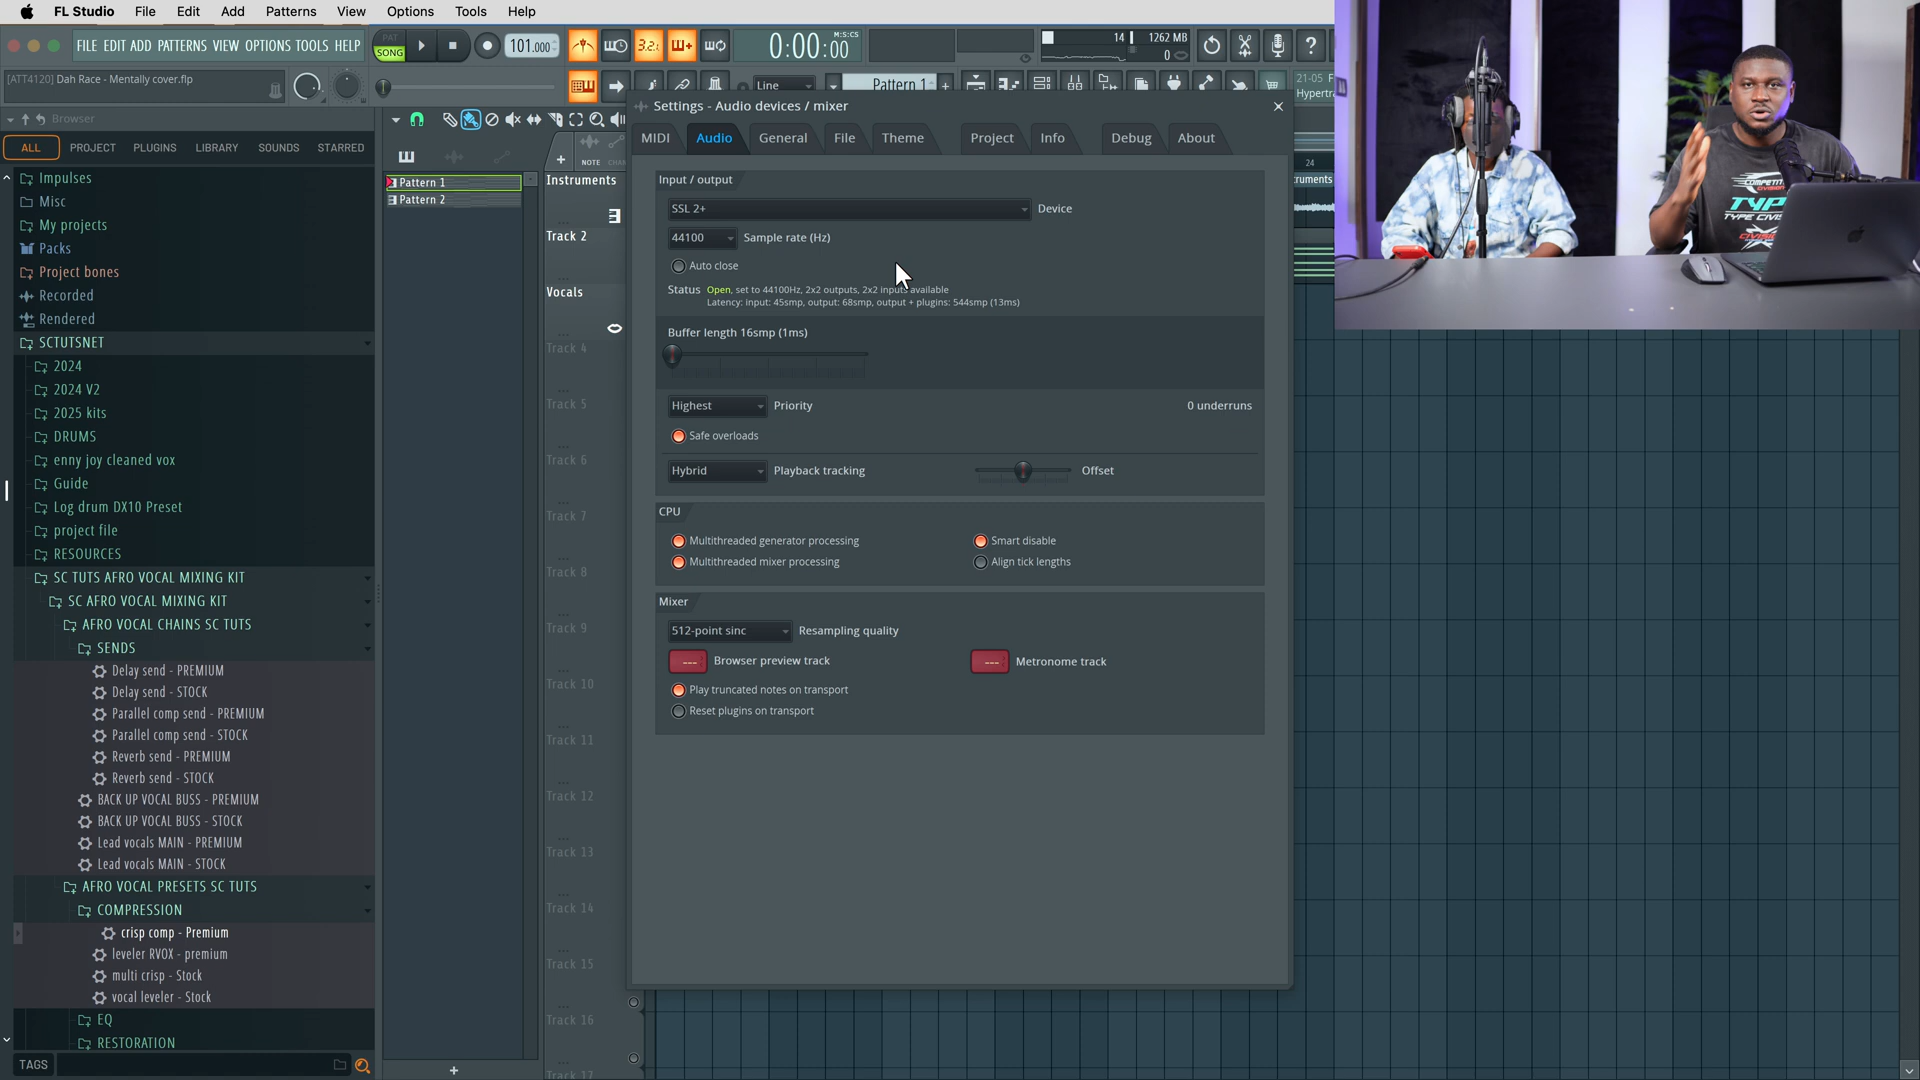 FL Studio File Edit Add Patterns View Options Tools Help
FILE EDIT ADD PATTERNS VIEW OPTIONS TOOLS HELP
PAT
SONG
101.000
3.2.
0:00:00
M:S:CS
14
1262 MB
0
[ATT4120] Dah Race - Mentally cover.flp
Line
Pattern 1
21-05
Browser
Settings - Audio devices / mixer
ALL PROJECT PLUGINS LIBRARY SOUNDS STARRED
MIDI Audio General File Theme Project Info Debug About
NOTE
24
Impulses
Misc
My projects
Packs
Project bones
Recorded
Rendered
SCTUTSNET
2024
2024 V2
2025 kits
DRUMS
enny joy cleaned vox
Guide
Log drum DX10 Preset
project file
RESOURCES
SC TUTS AFRO VOCAL MIXING KIT
SC AFRO VOCAL MIXING KIT
AFRO VOCAL CHAINS SC TUTS
SENDS
Delay send - PREMIUM
Delay send - STOCK
Parallel comp send - PREMIUM
Parallel comp send - STOCK
Reverb send - PREMIUM
Reverb send - STOCK
BACK UP VOCAL BUSS - PREMIUM
BACK UP VOCAL BUSS - STOCK
Lead vocals MAIN - PREMIUM
Lead vocals MAIN - STOCK
AFRO VOCAL PRESETS SC TUTS
COMPRESSION
crisp comp - Premium
leveler RVOX - premium
multi crisp - Stock
vocal leveler - Stock
EQ
RESTORATION
TAGS
Pattern 1
Pattern 2
Instruments
Track 2
Vocals
Track 4
Track 5
Track 6
Track 7
Track 8
Track 9
Track 10
Track 11
Track 12
Track 13
Track 14
Track 15
Track 16
Track 17
Input / output
SSL 2+ Device
44100 Sample rate (Hz)
Auto close
Status Open, set to 44100Hz, 2x2 outputs, 2x2 inputs available
Latency: input: 45smp, output: 68smp, output + plugins: 544smp (13ms)
Buffer length 16smp (1ms)
Highest Priority 0 underruns
Safe overloads
Hybrid Playback tracking Offset
CPU
Multithreaded generator processing Smart disable
Multithreaded mixer processing Align tick lengths
Mixer
512-point sinc Resampling quality
--- Browser preview track --- Metronome track
Play truncated notes on transport
Reset plugins on transport